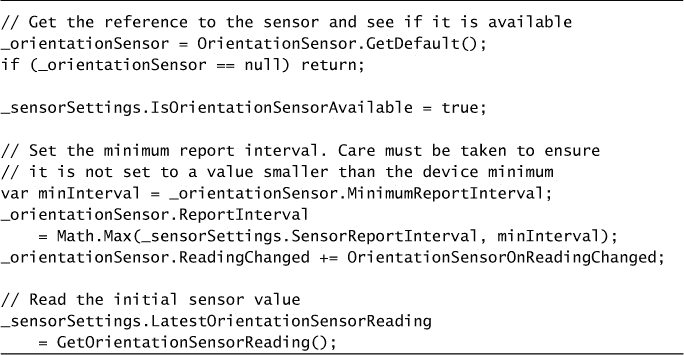 // Get the reference to the sensor and see if it is available
_orientationSensor = OrientationSensor.GetDefault();
if (_orientationSensor == null) return;
_sensorSettings.IsOrientationSensorAvailable = true;
// Set the minimum report interval. Care must be taken to ensure
// it is not set to a value smaller than the device minimum
var minInterval = _orientationSensor.MinimumReportInterval;
_orientationSensor.ReportInterval
= Math.Max(_sensorSettings.SensorReportInterval, minInterval);
_orientationSensor.ReadingChanged += OrientationSensorOnReadingChanged;
// Read the initial sensor value
_sensorSettings.LatestOrientationSensorReading
= GetOrientationSensorReading();